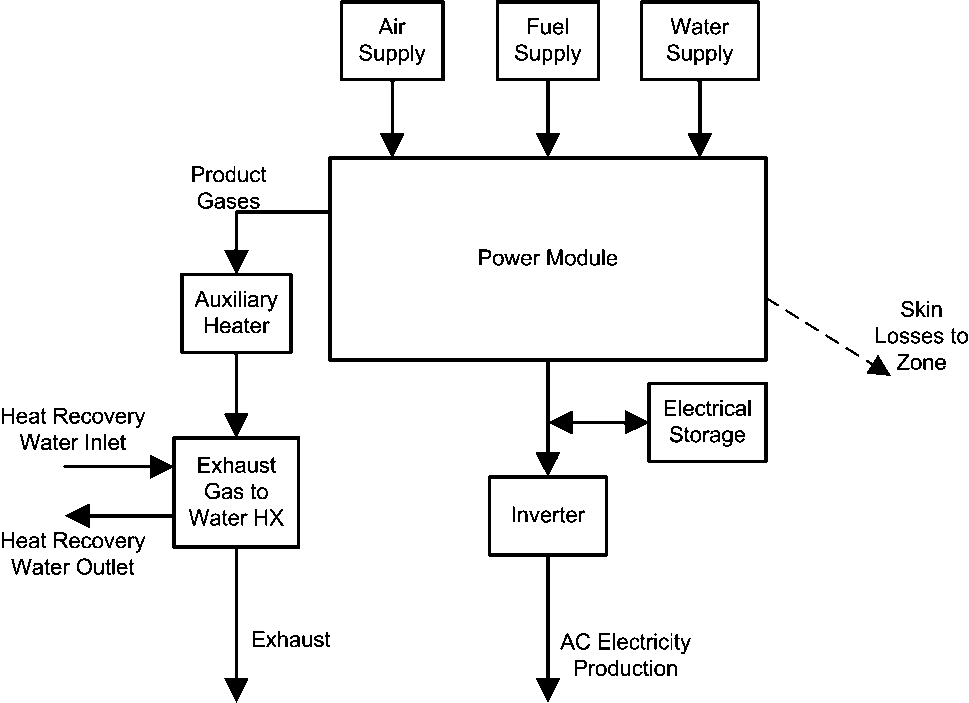 Air
Supply
Fuel
Supply
Water
Supply
Product
Gases
Power Module
Auxiliary
Heater
Skin
Losses to
Zone
Heat Recovery
Water Inlet
Electrical
Storage
Exhaust
Gas to
Water HX
Inverter
Heat Recovery
Water Outlet
Exhaust
AC Electricity
Production